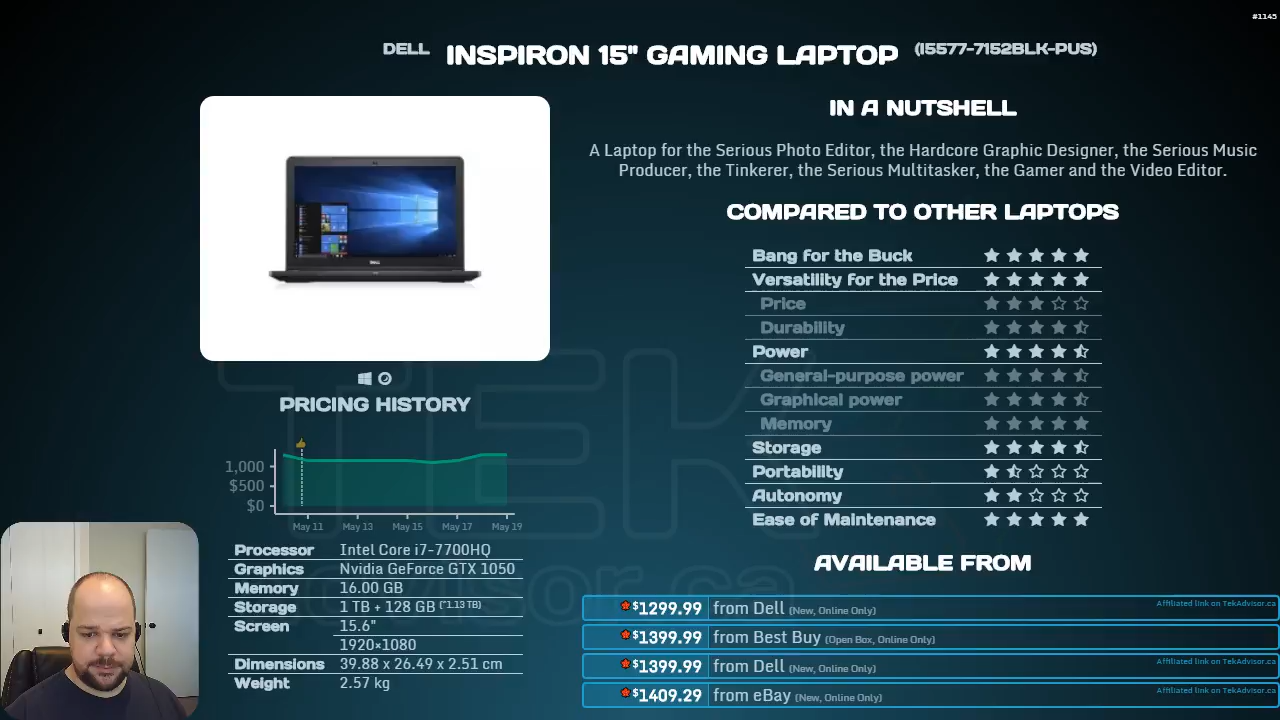 #1145
DELL INSPIRON 15" GAMING LAPTOP (I5577-7152BLK-PUS)
IN A NUTSHELL
A Laptop for the Serious Photo Editor, the Hardcore Graphic Designer, the Serious Music
Producer, the Tinkerer, the Serious Multitasker, the Gamer and the Video Editor.
COMPARED TO OTHER LAPTOPS
Bang for the Buck
Versatility for the Price
Price
Durability
Power
General-purpose power
Graphical power
Memory
Storage
Portability
Autonomy
Ease of Maintenance
PRICING HISTORY
1,000
$500
$0
May 11 May 13 May 15 May 17 May 19
Processor Intel Core i7-7700HQ
Graphics Nvidia GeForce GTX 1050
Memory 16.00 GB
Storage 1 TB + 128 GB (~1.13 TB)
Screen 15.6"
1920×1080
Dimensions 39.88 x 26.49 x 2.51 cm
Weight 2.57 kg
AVAILABLE FROM
$1299.99 from Dell (New, Online Only) Affiliated link on TekAdvisor.ca
$1399.99 from Best Buy (Open Box, Online Only)
$1399.99 from Dell (New, Online Only) Affiliated link on TekAdvisor.ca
$1409.29 from eBay (New, Online Only) Affiliated link on TekAdvisor.ca
TEK